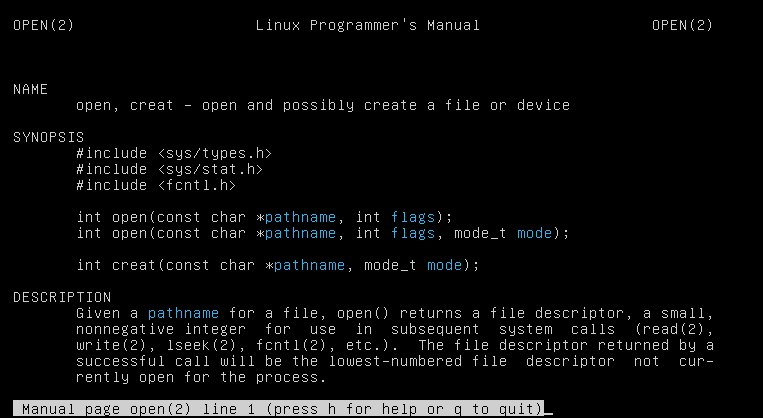 OPEN(2) Linux Programmer's Manual OPEN(2)
NAME
open, creat - open and possibly create a file or device
SYNOPSIS
#include <sys/types.h>
#include <sys/stat.h>
#include <fcntl.h>
int open(const char *pathname, int flags);
int open(const char *pathname, int flags, mode_t mode);
int creat(const char *pathname, mode_t mode);
DESCRIPTION
Given a pathname for a file, open() returns a file descriptor, a small,
nonnegative integer for use in subsequent system calls (read(2),
write(2), lseek(2), fcntl(2), etc.). The file descriptor returned by a
successful call will be the lowest-numbered file descriptor not cur-
rently open for the process.
Manual page open(2) line 1 (press h for help or q to quit)